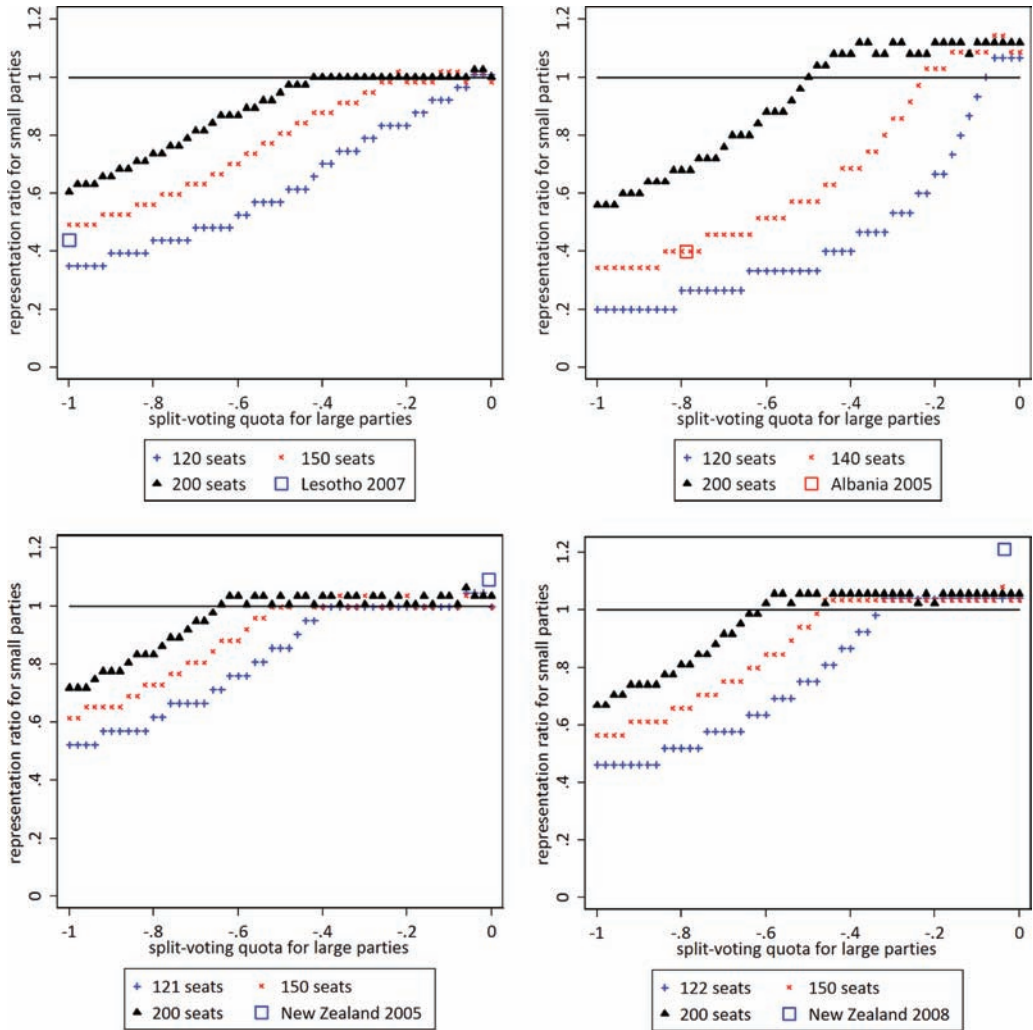 1.2
1
.8
.6
.4
.2
0
representation ratio for small parties
-1 -.8 -.6 -.4 -.2 0
split-voting quota for large parties
120 seats 150 seats
200 seats Lesotho 2007
1.2
1
.8
.6
.4
.2
0
representation ratio for small parties
-1 -.8 -.6 -.4 -.2 0
split-voting quota for large parties
120 seats 140 seats
200 seats Albania 2005
1.2
1
.8
.6
.4
.2
0
representation ratio for small parties
-1 -.8 -.6 -.4 -.2 0
split-voting quota for large parties
121 seats 150 seats
200 seats New Zealand 2005
1.2
1
.8
.6
.4
.2
0
representation ratio for small parties
-1 -.8 -.6 -.4 -.2 0
split-voting quota for large parties
122 seats 150 seats
200 seats New Zealand 2008